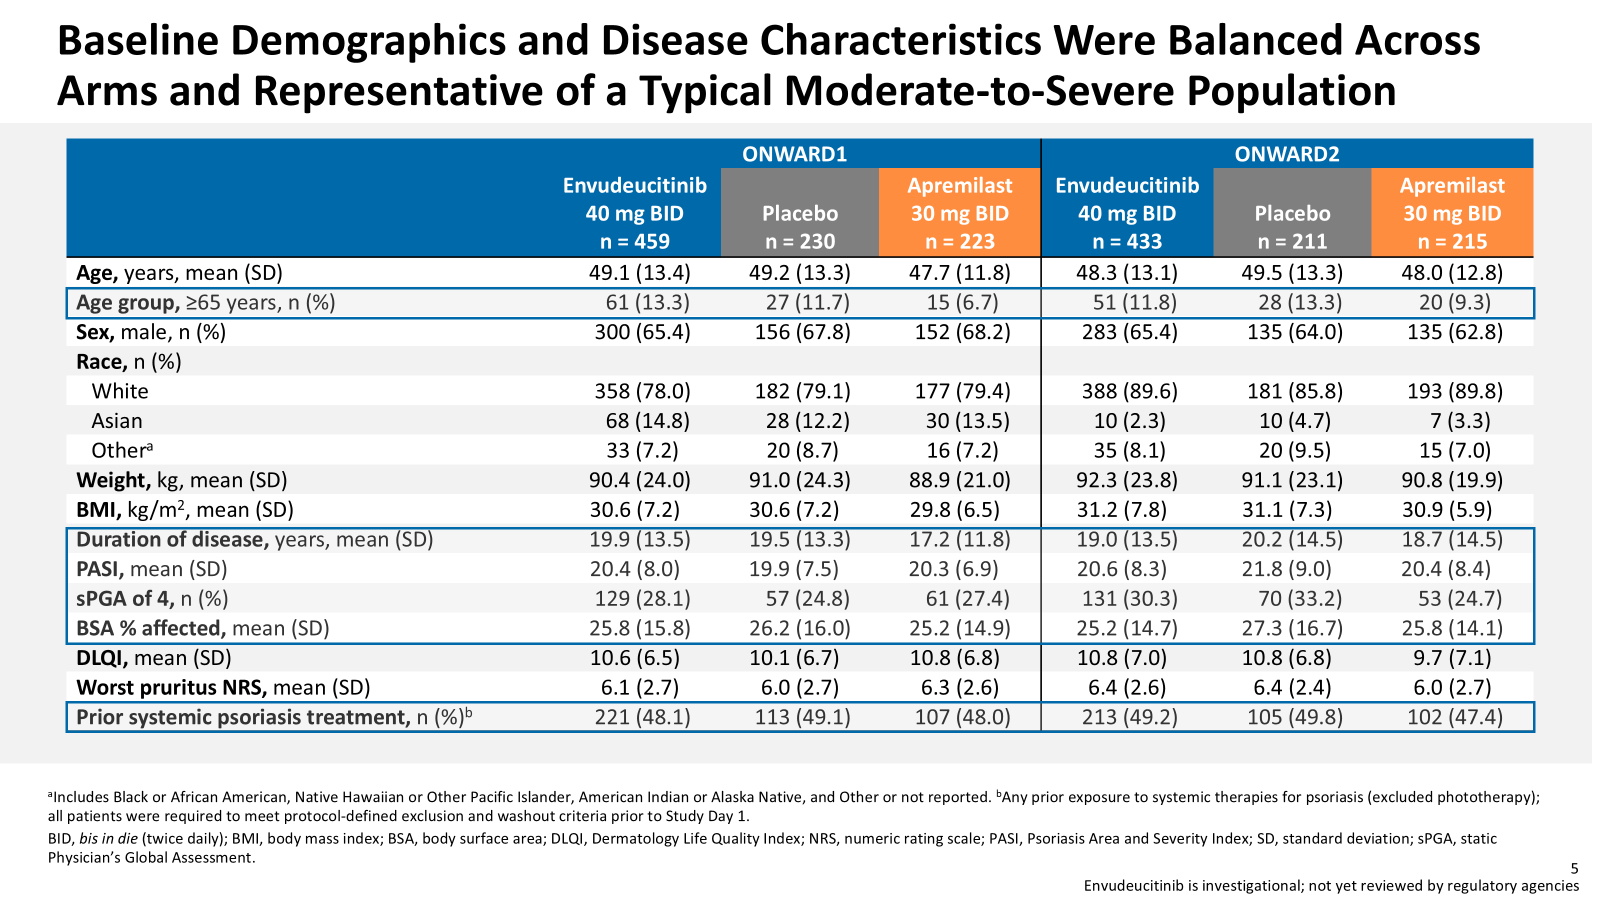 Baseline Demographics and Disease Characteristics Were Balanced Across
Arms and Representative of a Typical Moderate-to-Severe Population
ONWARD1 ONWARD2
Envudeucitinib 40 mg BID n = 459 Placebo n = 230 Apremilast 30 mg BID n = 223 Envudeucitinib 40 mg BID n = 433 Placebo n = 211 Apremilast 30 mg BID n = 215
Age, years, mean (SD) 49.1 (13.4) 49.2 (13.3) 47.7 (11.8) 48.3 (13.1) 49.5 (13.3) 48.0 (12.8)
Age group, ≥65 years, n (%) 61 (13.3) 27 (11.7) 15 (6.7) 51 (11.8) 28 (13.3) 20 (9.3)
Sex, male, n (%) 300 (65.4) 156 (67.8) 152 (68.2) 283 (65.4) 135 (64.0) 135 (62.8)
Race, n (%)
White 358 (78.0) 182 (79.1) 177 (79.4) 388 (89.6) 181 (85.8) 193 (89.8)
Asian 68 (14.8) 28 (12.2) 30 (13.5) 10 (2.3) 10 (4.7) 7 (3.3)
Otherᵃ 33 (7.2) 20 (8.7) 16 (7.2) 35 (8.1) 20 (9.5) 15 (7.0)
Weight, kg, mean (SD) 90.4 (24.0) 91.0 (24.3) 88.9 (21.0) 92.3 (23.8) 91.1 (23.1) 90.8 (19.9)
BMI, kg/m², mean (SD) 30.6 (7.2) 30.6 (7.2) 29.8 (6.5) 31.2 (7.8) 31.1 (7.3) 30.9 (5.9)
Duration of disease, years, mean (SD) 19.9 (13.5) 19.5 (13.3) 17.2 (11.8) 19.0 (13.5) 20.2 (14.5) 18.7 (14.5)
PASI, mean (SD) 20.4 (8.0) 19.9 (7.5) 20.3 (6.9) 20.6 (8.3) 21.8 (9.0) 20.4 (8.4)
sPGA of 4, n (%) 129 (28.1) 57 (24.8) 61 (27.4) 131 (30.3) 70 (33.2) 53 (24.7)
BSA % affected, mean (SD) 25.8 (15.8) 26.2 (16.0) 25.2 (14.9) 25.2 (14.7) 27.3 (16.7) 25.8 (14.1)
DLQI, mean (SD) 10.6 (6.5) 10.1 (6.7) 10.8 (6.8) 10.8 (7.0) 10.8 (6.8) 9.7 (7.1)
Worst pruritus NRS, mean (SD) 6.1 (2.7) 6.0 (2.7) 6.3 (2.6) 6.4 (2.6) 6.4 (2.4) 6.0 (2.7)
Prior systemic psoriasis treatment, n (%)ᵇ 221 (48.1) 113 (49.1) 107 (48.0) 213 (49.2) 105 (49.8) 102 (47.4)
ᵃIncludes Black or African American, Native Hawaiian or Other Pacific Islander, American Indian or Alaska Native, and Other or not reported. ᵇAny prior exposure to systemic therapies for psoriasis (excluded phototherapy);
all patients were required to meet protocol-defined exclusion and washout criteria prior to Study Day 1.
BID, bis in die (twice daily); BMI, body mass index; BSA, body surface area; DLQI, Dermatology Life Quality Index; NRS, numeric rating scale; PASI, Psoriasis Area and Severity Index; SD, standard deviation; sPGA, static
Physician's Global Assessment.
5
Envudeucitinib is investigational; not yet reviewed by regulatory agencies